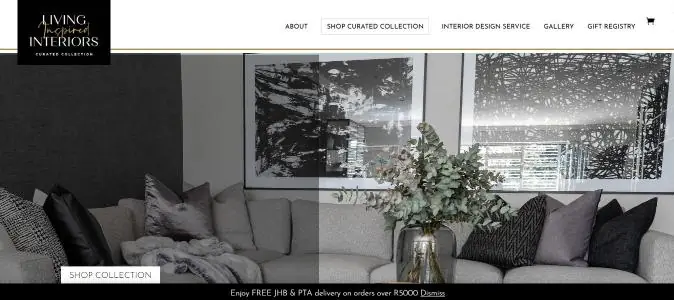 LIVING
Inspired
INTERIORS
CURATED COLLECTION
ABOUT
SHOP CURATED COLLECTION
INTERIOR DESIGN SERVICE
GALLERY
GIFT REGISTRY
SHOP COLLECTION
Enjoy FREE JHB & PTA delivery on orders over R5000 Dismiss